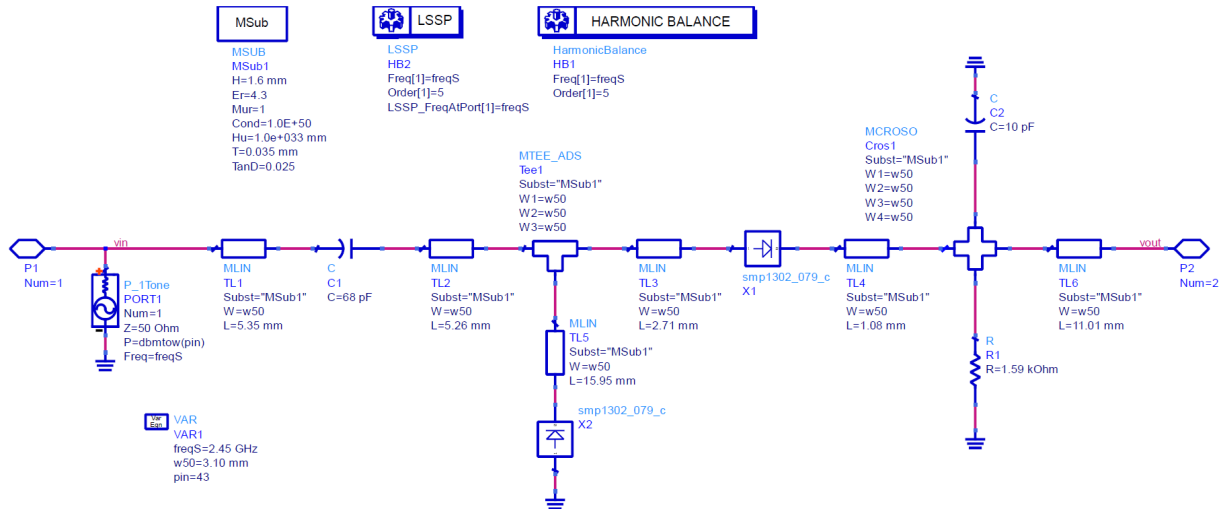 MSub
MSUB
MSub1
H=1.6 mm
Er=4.3
Mur=1
Cond=1.0E+50
Hu=1.0e+033 mm
T=0.035 mm
TanD=0.025
LSSP
LSSP
HB2
Freq[1]=freqS
Order[1]=5
LSSP_FreqAtPort[1]=freqS
HARMONIC BALANCE
HarmonicBalance
HB1
Freq[1]=freqS
Order[1]=5
C
C2
C=10 pF
MTEE_ADS
Tee1
Subst="MSub1"
W1=w50
W2=w50
W3=w50
MCROSO
Cros1
Subst="MSub1"
W1=w50
W2=w50
W3=w50
W4=w50
vin
vout
P1
Num=1
P_1Tone
PORT1
Num=1
Z=50 Ohm
P=dbmtow(pin)
Freq=freqS
MLIN
TL1
Subst="MSub1"
W=w50
L=5.35 mm
C
C1
C=68 pF
MLIN
TL2
Subst="MSub1"
W=w50
L=5.26 mm
MLIN
TL3
Subst="MSub1"
W=w50
L=2.71 mm
smp1302_079_c
X1
MLIN
TL4
Subst="MSub1"
W=w50
L=1.08 mm
MLIN
TL6
Subst="MSub1"
W=w50
L=11.01 mm
P2
Num=2
MLIN
TL5
Subst="MSub1"
W=w50
L=15.95 mm
R
R1
R=1.59 kOhm
smp1302_079_c
X2
Var
Eqn
VAR
VAR1
freqS=2.45 GHz
w50=3.10 mm
pin=43